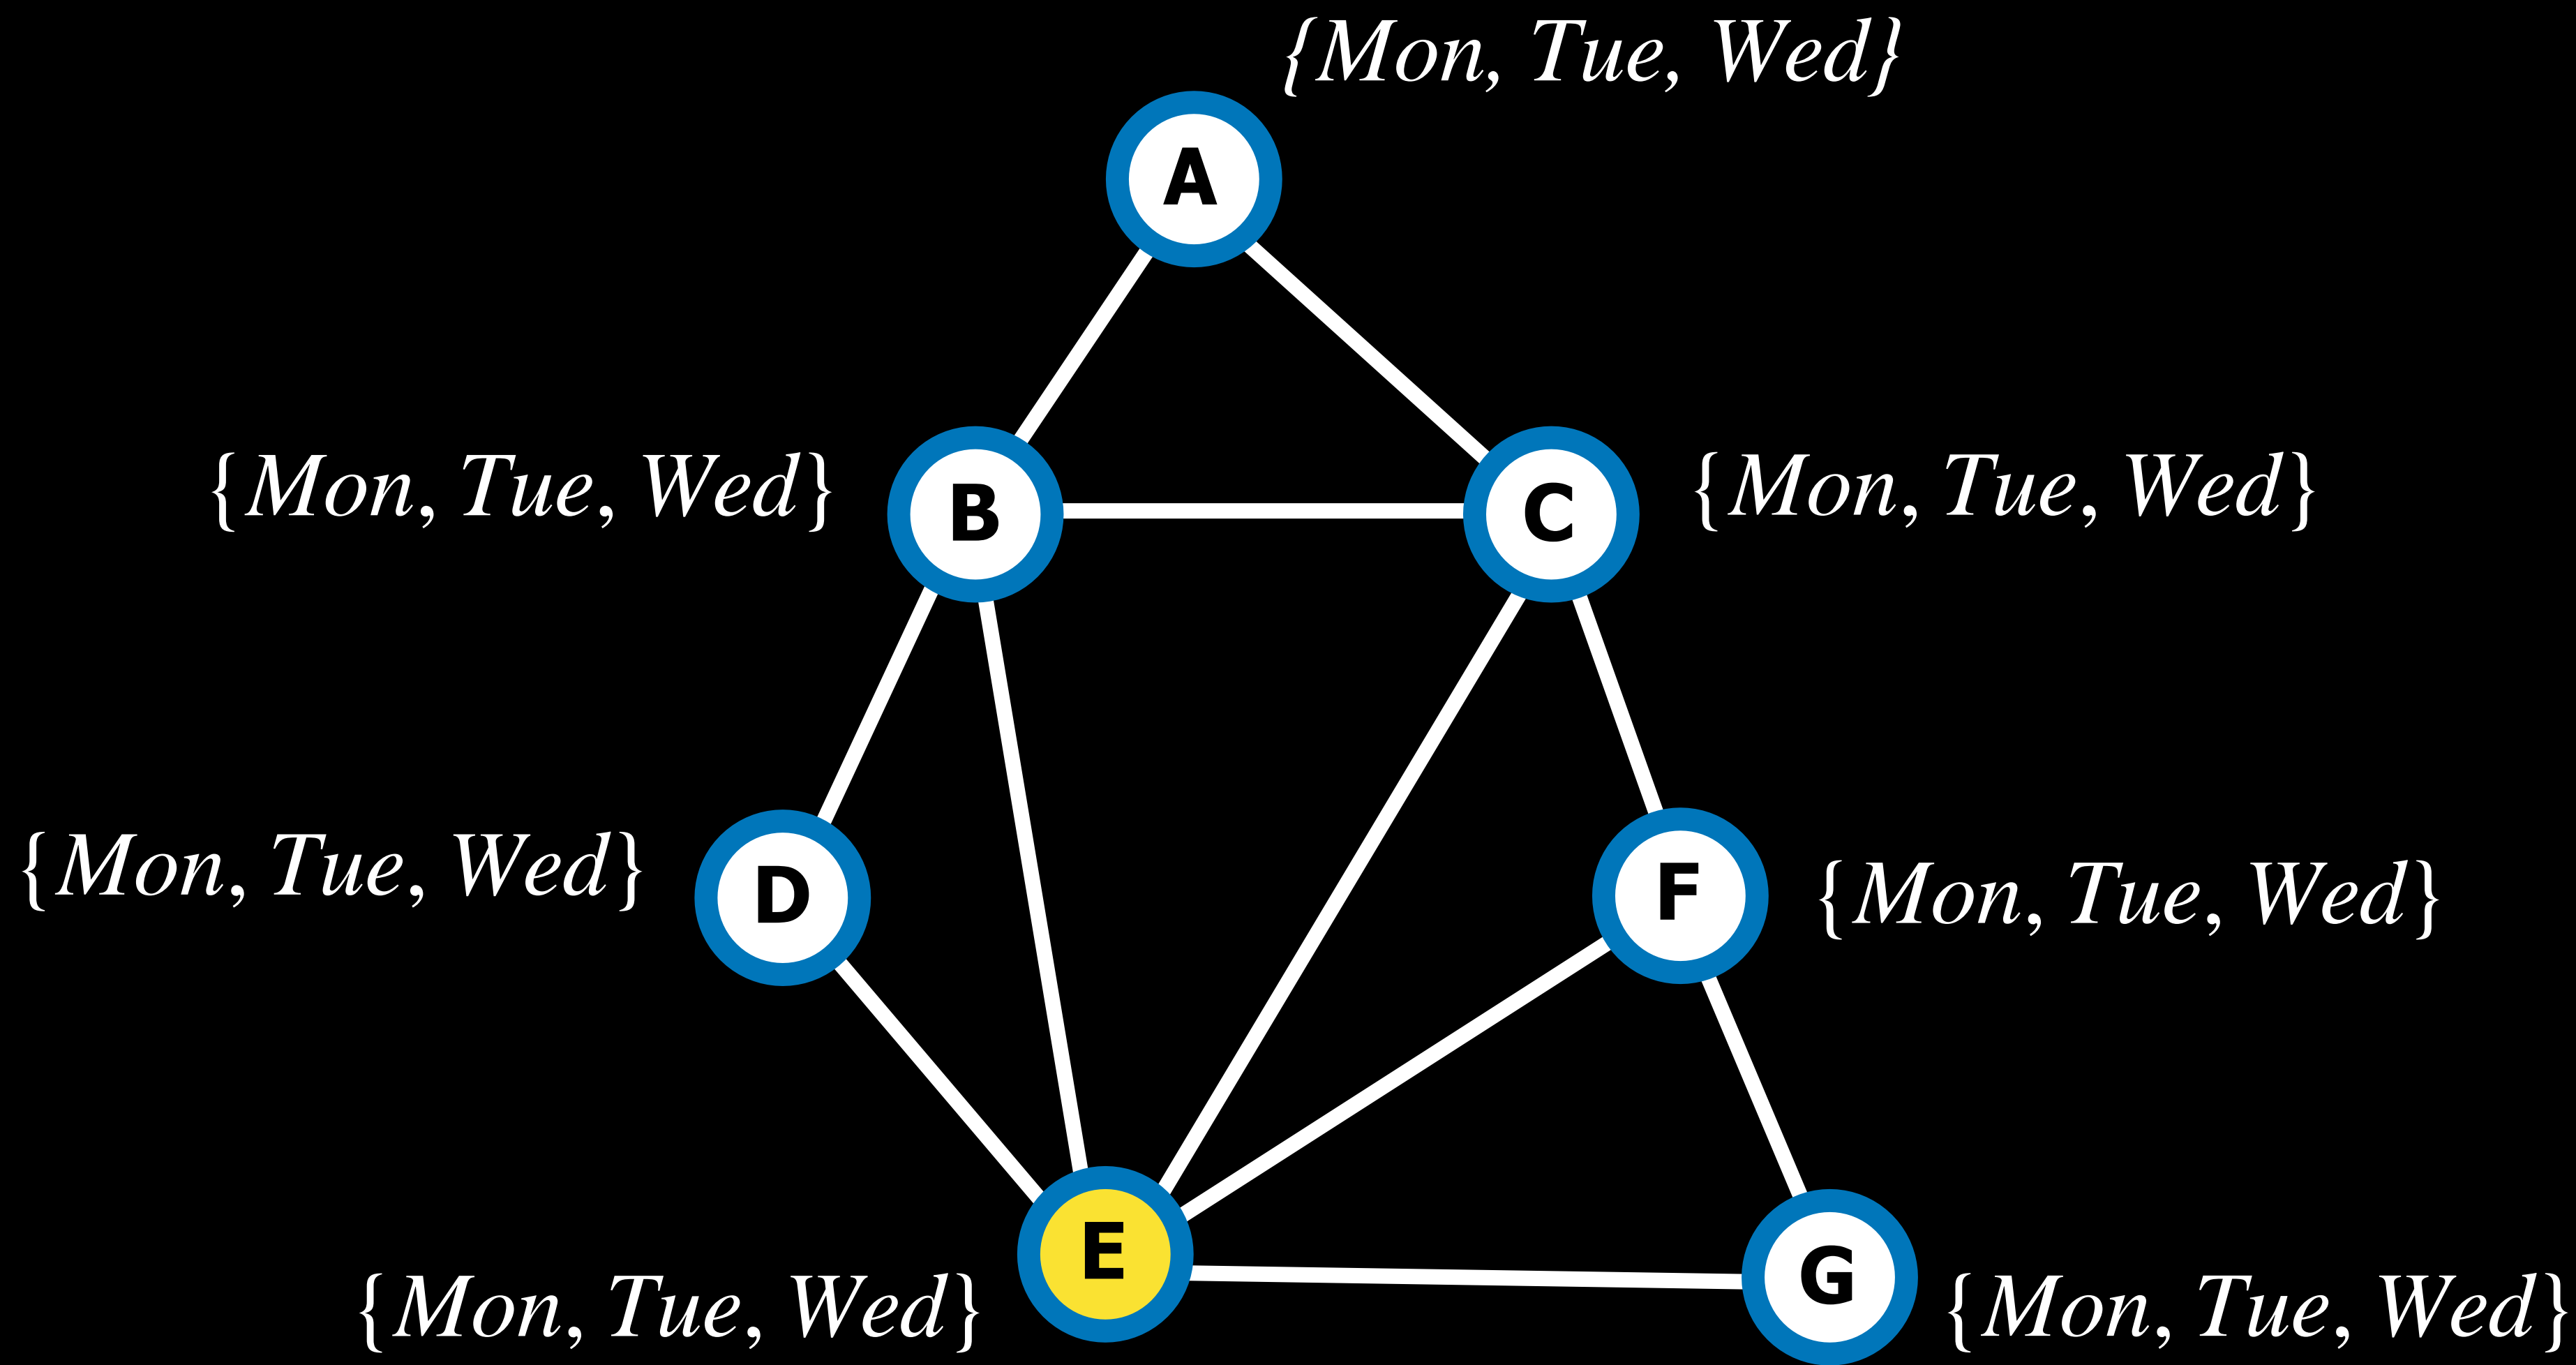 {Mon, Tue, Wed}
A
{Mon, Tue, Wed}
B
C
{Mon, Tue, Wed}
{Mon, Tue, Wed}
D
F
{Mon, Tue, Wed}
{Mon, Tue, Wed}
E
G
{Mon, Tue, Wed}